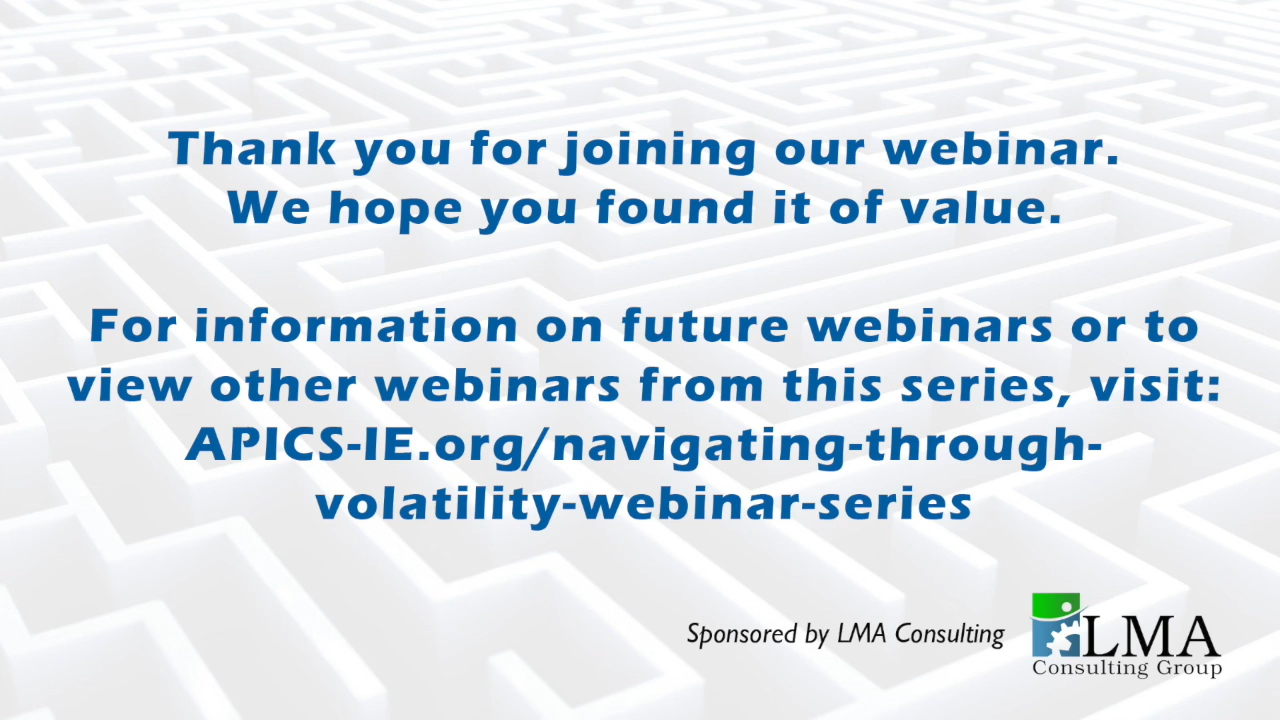 Thank you for joining our webinar.
We hope you found it of value.
For information on future webinars or to
view other webinars from this series, visit:
APICS-IE.org/navigating-through-
volatility-webinar-series
Sponsored by LMA Consulting
LMA
Consulting Group